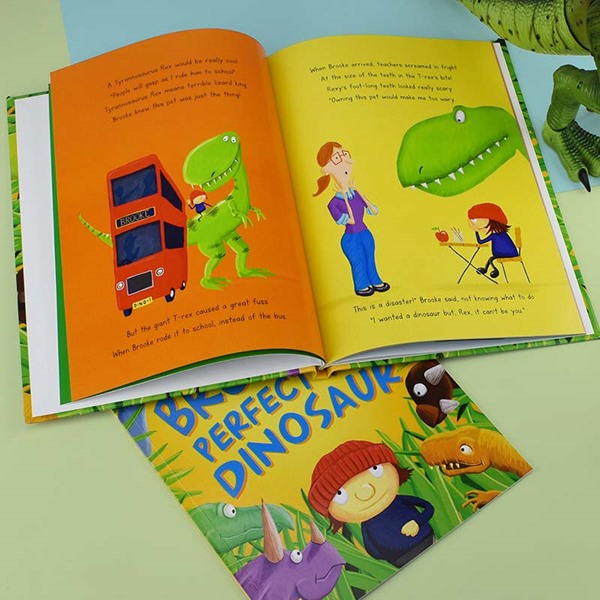 A Tyrannosaurus Rex would be really cool
"People will gasp as I ride him to school".
Tyrannosaurus Rex means terrible lizard king
Brooke knew this pet was just the thing!
BROOKE
DINO-1
But the giant T-rex caused a great fuss
When Brooke rode it to school, instead of the bus.
When Brooke arrived, teachers screamed in fright
At the size of the teeth in the T-rex's bite!
Rexy's foot-long teeth looked really scary
"Owning this pet would make me too wary
This is a disaster!" Brooke said, not knowing what to do
"I wanted a dinosaur but, Rex, it can't be you"
PERFECT
DINOSAUR